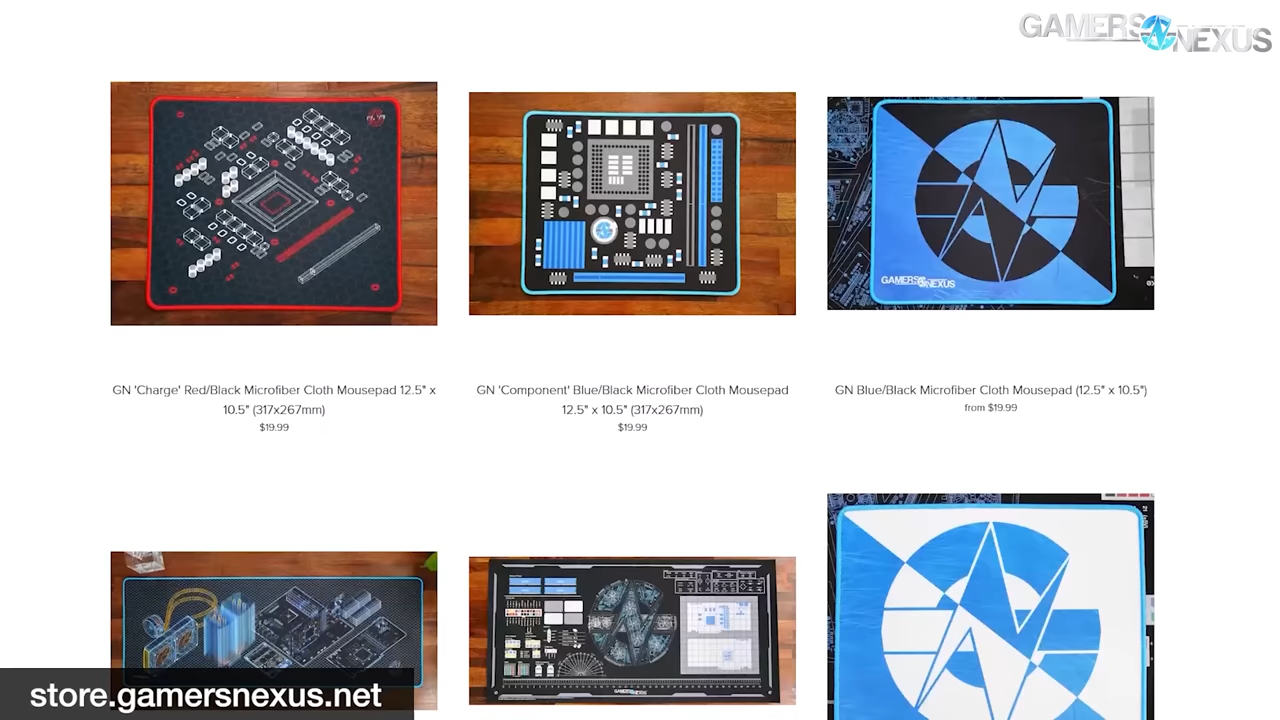 GAMERS NEXUS
GAMERS NEXUS
GN 'Charge' Red/Black Microfiber Cloth Mousepad 12.5" x
10.5" (317x267mm)
$19.99
GN 'Component' Blue/Black Microfiber Cloth Mousepad
12.5" x 10.5" (317x267mm)
$19.99
GN Blue/Black Microfiber Cloth Mousepad (12.5" x 10.5")
from $19.99
GAMERS NEXUS
store.gamersnexus.net